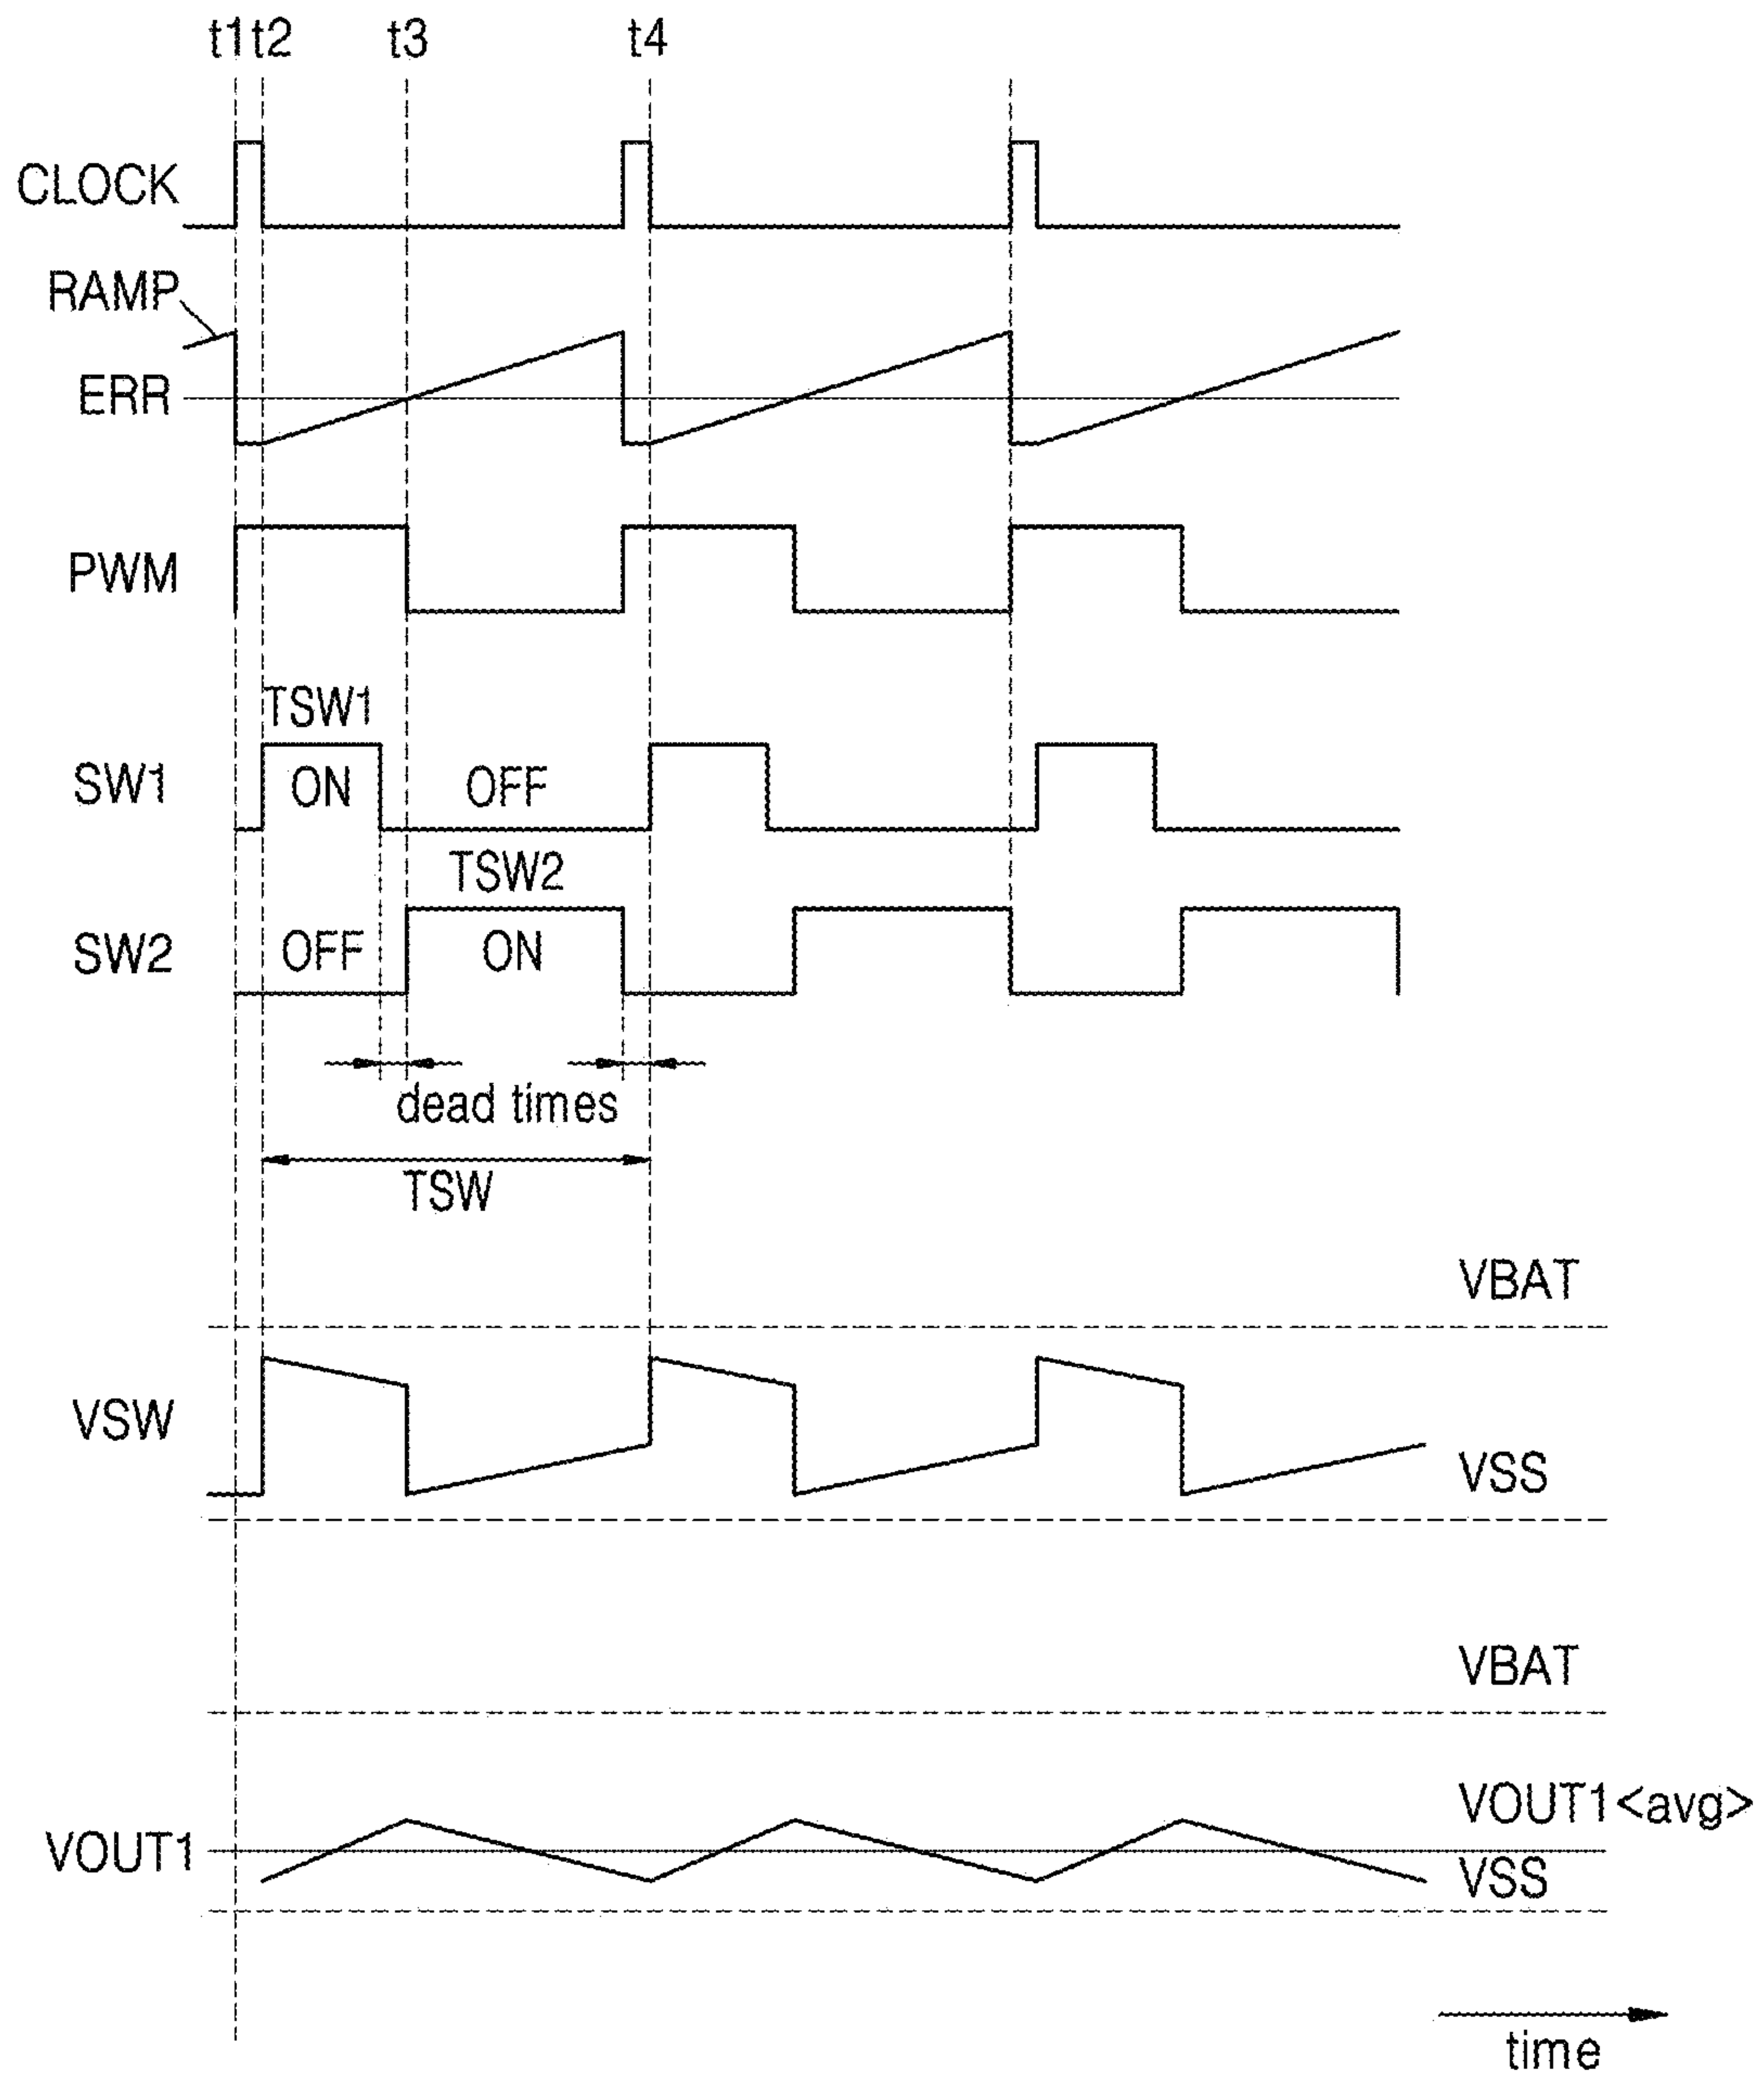 t1 t2 t3 t4
CLOCK
RAMP
ERR
PWM
TSW1
SW1 ON OFF
TSW2
SW2 OFF ON
dead times
TSW
VBAT
VSW
VSS
VBAT
VOUT1<avg>
VOUT1
VSS
time